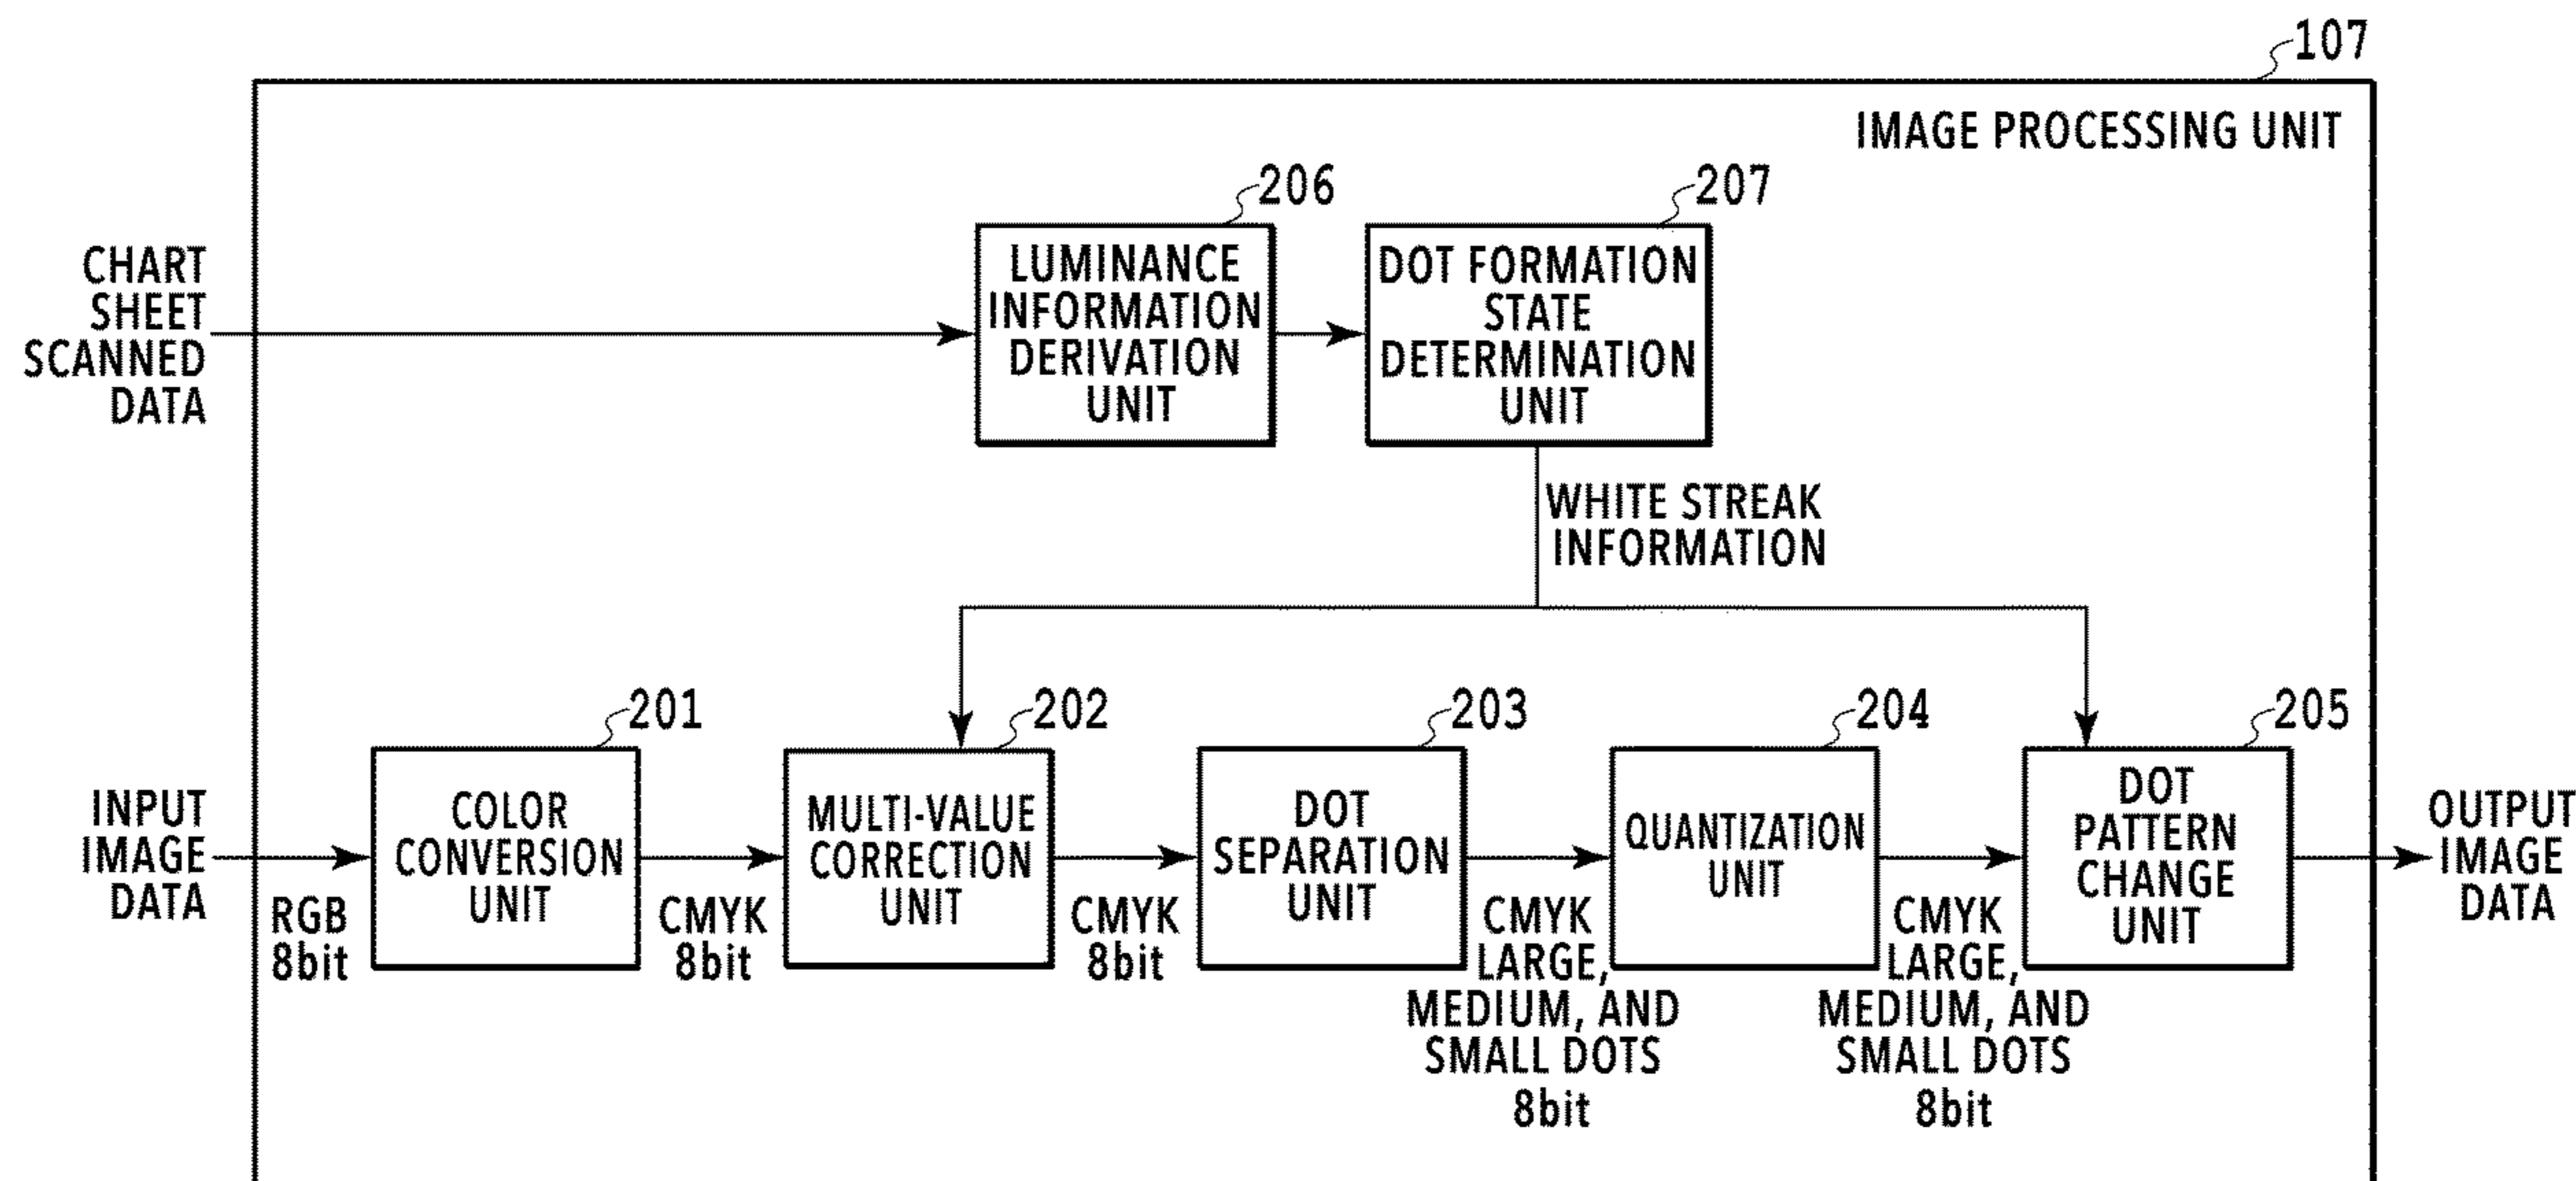 107
IMAGE PROCESSING UNIT
206
207
CHART
SHEET
SCANNED
DATA
LUMINANCE
INFORMATION
DERIVATION
UNIT
DOT FORMATION
STATE
DETERMINATION
UNIT
WHITE STREAK
INFORMATION
201
202
203
204
205
INPUT
IMAGE
DATA
RGB
8bit
COLOR
CONVERSION
UNIT
CMYK
8bit
MULTI-VALUE
CORRECTION
UNIT
CMYK
8bit
DOT
SEPARATION
UNIT
CMYK
LARGE,
MEDIUM, AND
SMALL DOTS
8bit
QUANTIZATION
UNIT
CMYK
LARGE,
MEDIUM, AND
SMALL DOTS
8bit
DOT
PATTERN
CHANGE
UNIT
OUTPUT
IMAGE
DATA